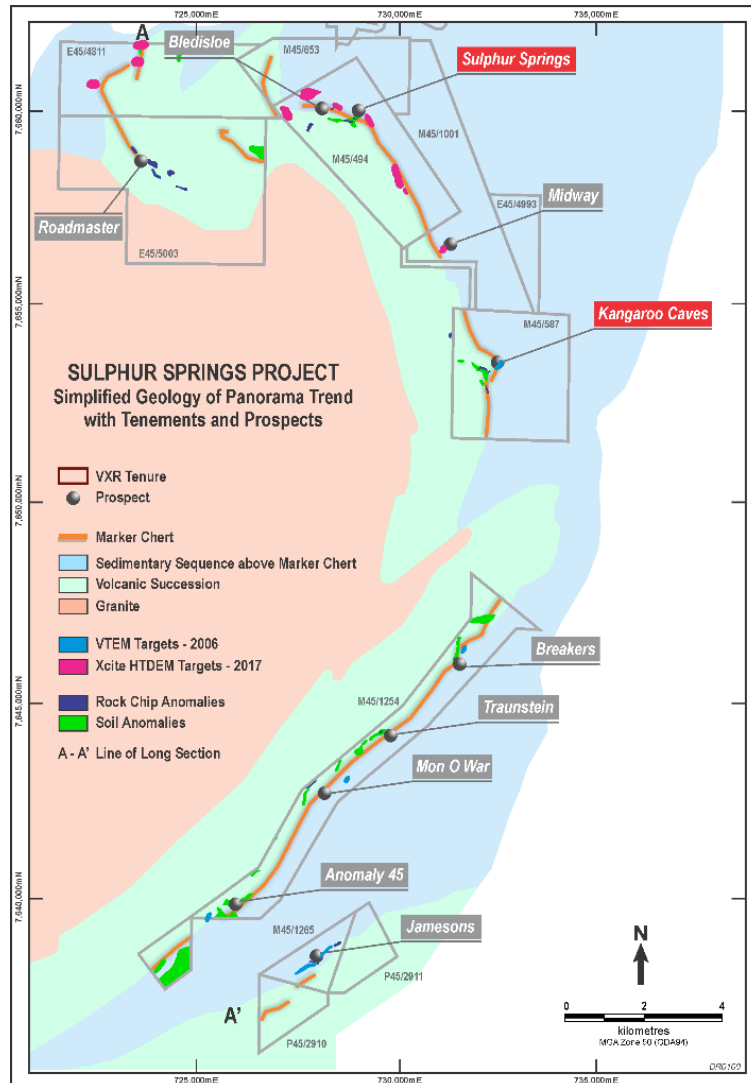 725,000mE
730,000mE
735,000mE
A
E45/4811
Bledisloe
M45/653
Sulphur Springs
7,660,000mN
M45/1001
M45/494
E45/4993
Midway
Roadmaster
E45/5003
7,655,000mN
M45/587
Kangaroo Caves
SULPHUR SPRINGS PROJECT
Simplified Geology of Panorama Trend
with Tenements and Prospects
VXR Tenure
Prospect
7,650,000mN
Marker Chert
Sedimentary Sequence above Marker Chert
Volcanic Succession
Granite
VTEM Targets - 2006
Xcite HTDEM Targets - 2017
Rock Chip Anomalies
Soil Anomalies
A - A' Line of Long Section
Breakers
M45/1254
7,645,000mN
Traunstein
Mon O War
Anomaly 45
7,640,000mN
M45/1265
Jamesons
P45/2911
A'
P45/2910
N
0 2 4
kilometres
MGA Zone 50 (GDA94)
725,000mE
730,000mE
735,000mE